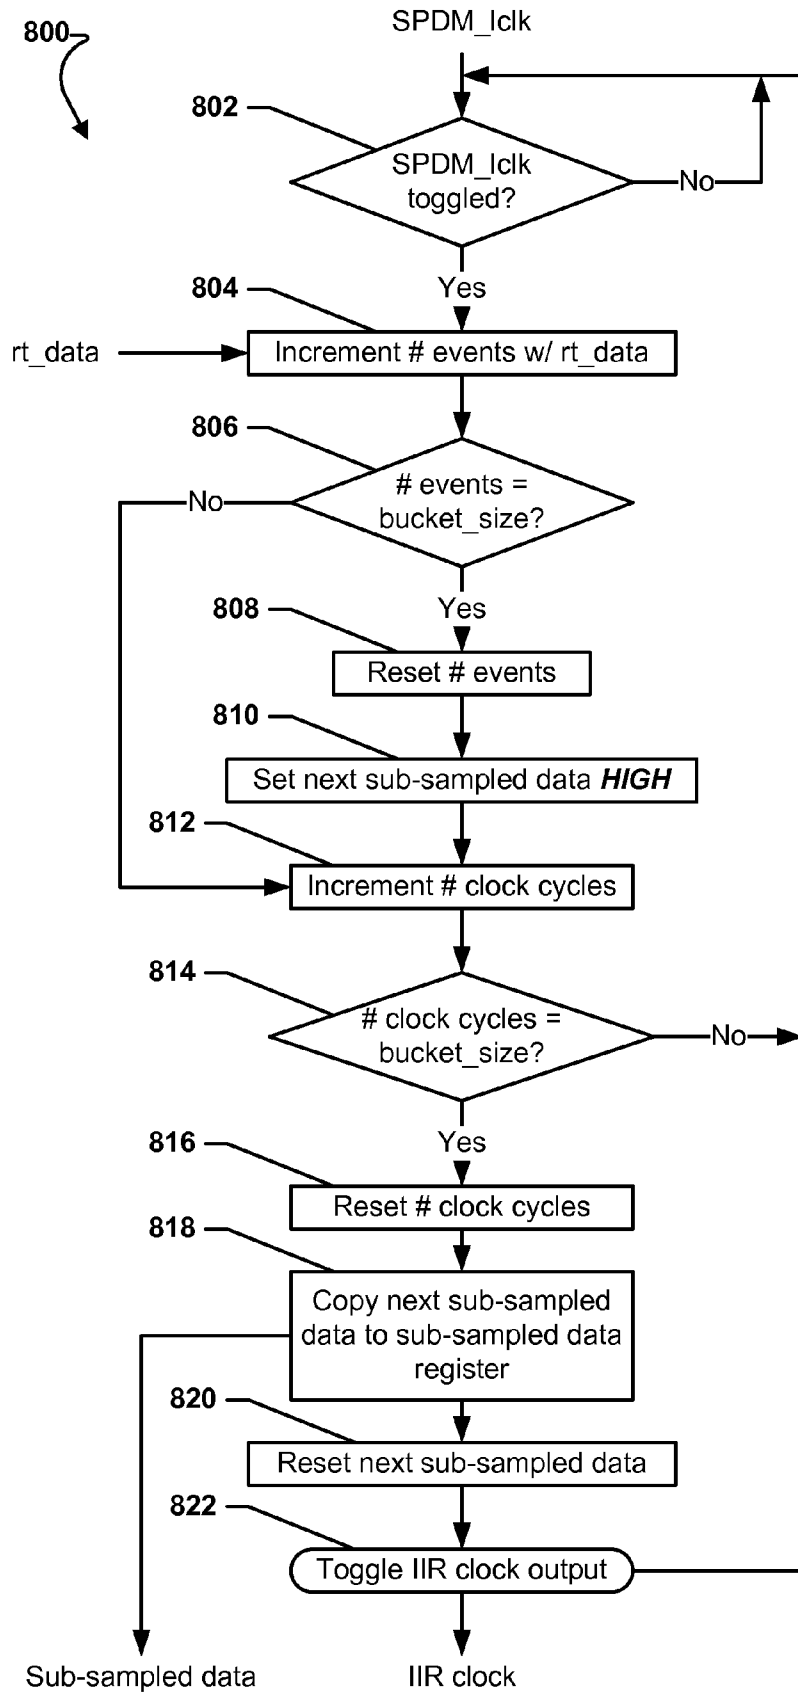 800
SPDM_lclk
802
SPDM_lclk
toggled?
No
Yes
804
rt_data
Increment # events w/ rt_data
806
# events =
bucket_size?
No
Yes
808
Reset # events
810
Set next sub-sampled data HIGH
812
Increment # clock cycles
814
# clock cycles =
bucket_size?
No
Yes
816
Reset # clock cycles
818
Copy next sub-sampled
data to sub-sampled data
register
820
Reset next sub-sampled data
822
Toggle IIR clock output
Sub-sampled data
IIR clock